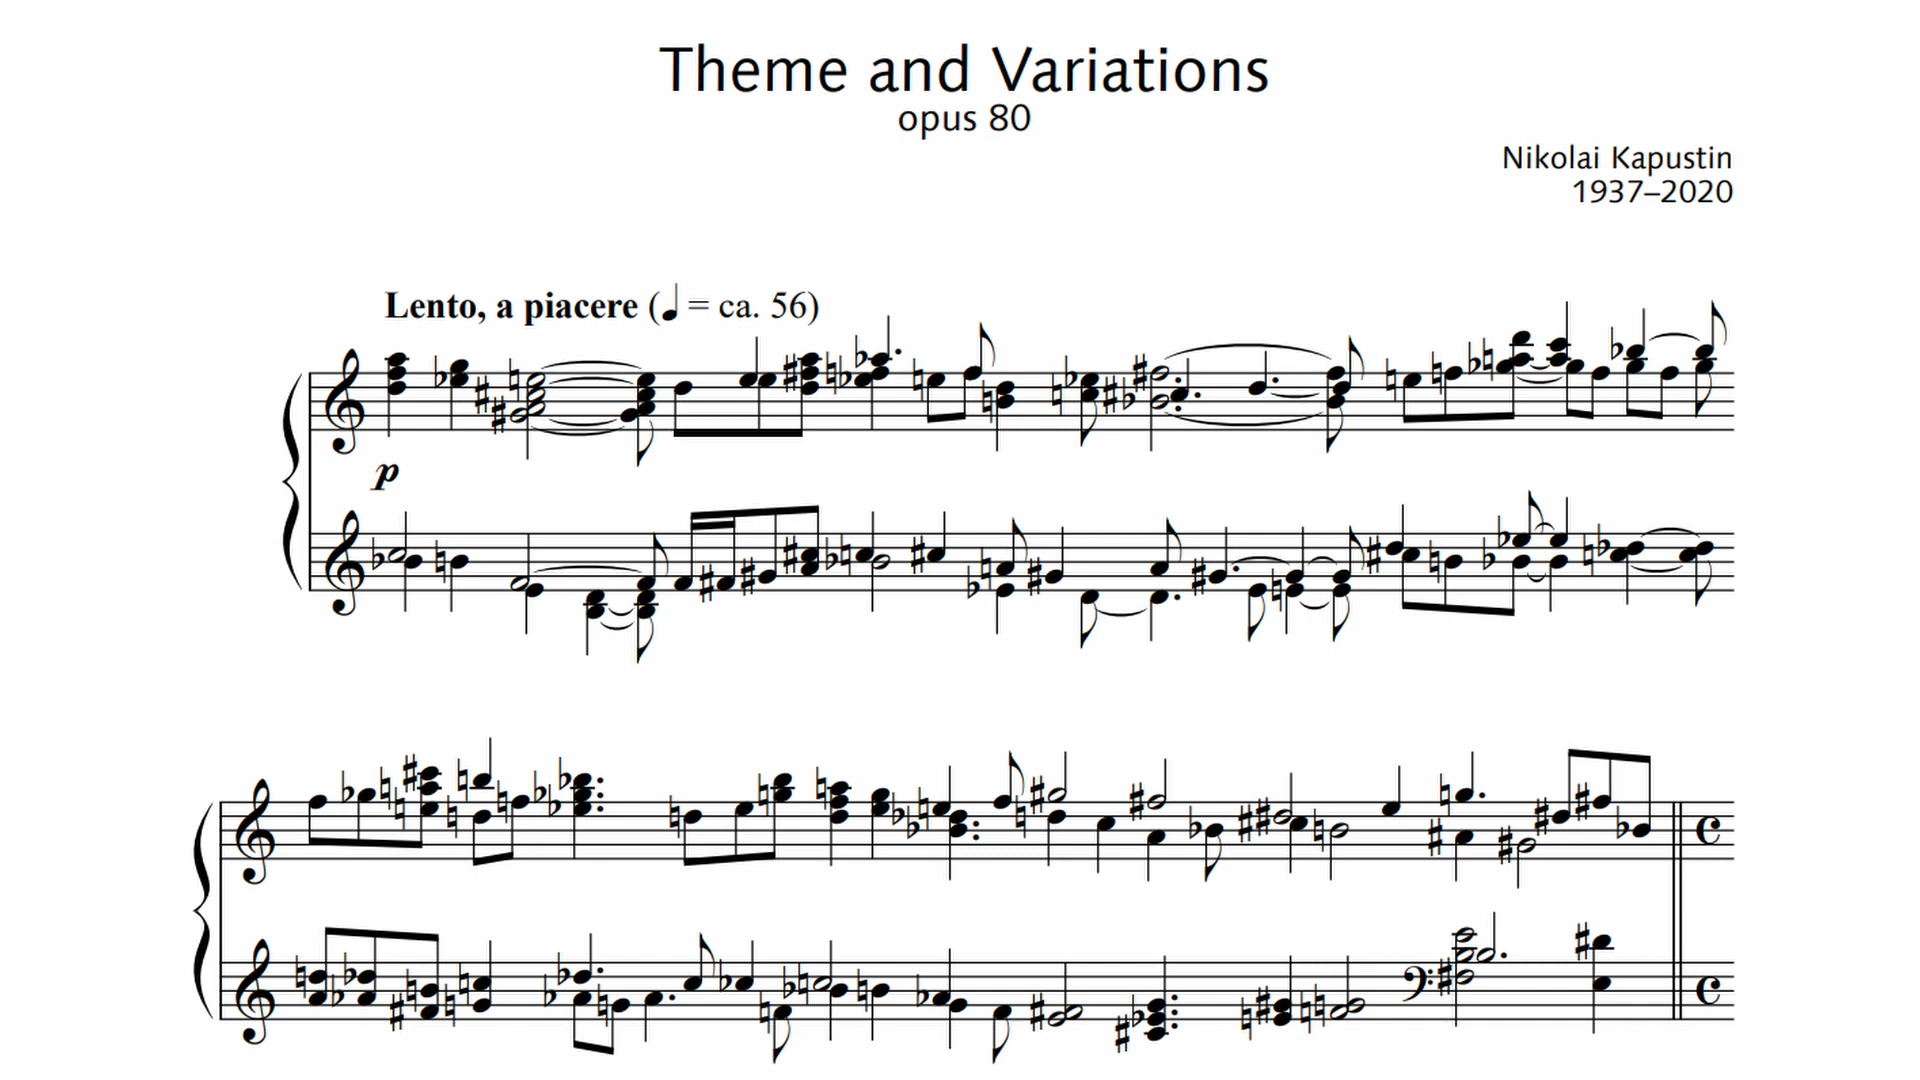 Theme and Variations
opus 80
Nikolai Kapustin
1937–2020
Lento, a piacere (♩ = ca. 56)
p